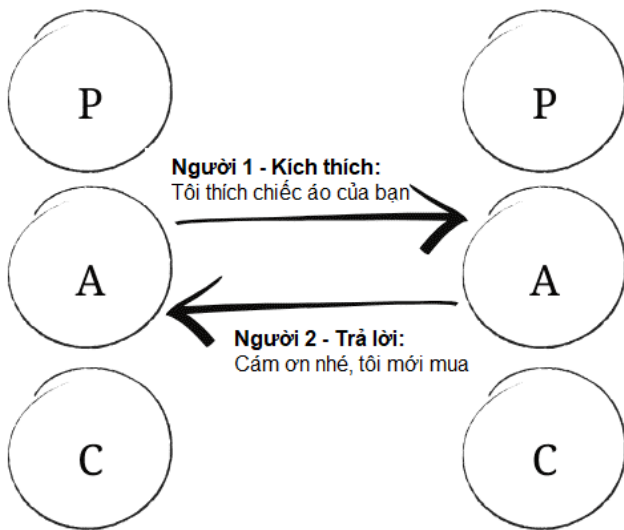 P P
Người 1 - Kích thích:
Tôi thích chiếc áo của bạn
A A
Người 2 - Trả lời:
Cám ơn nhé, tôi mới mua
C C